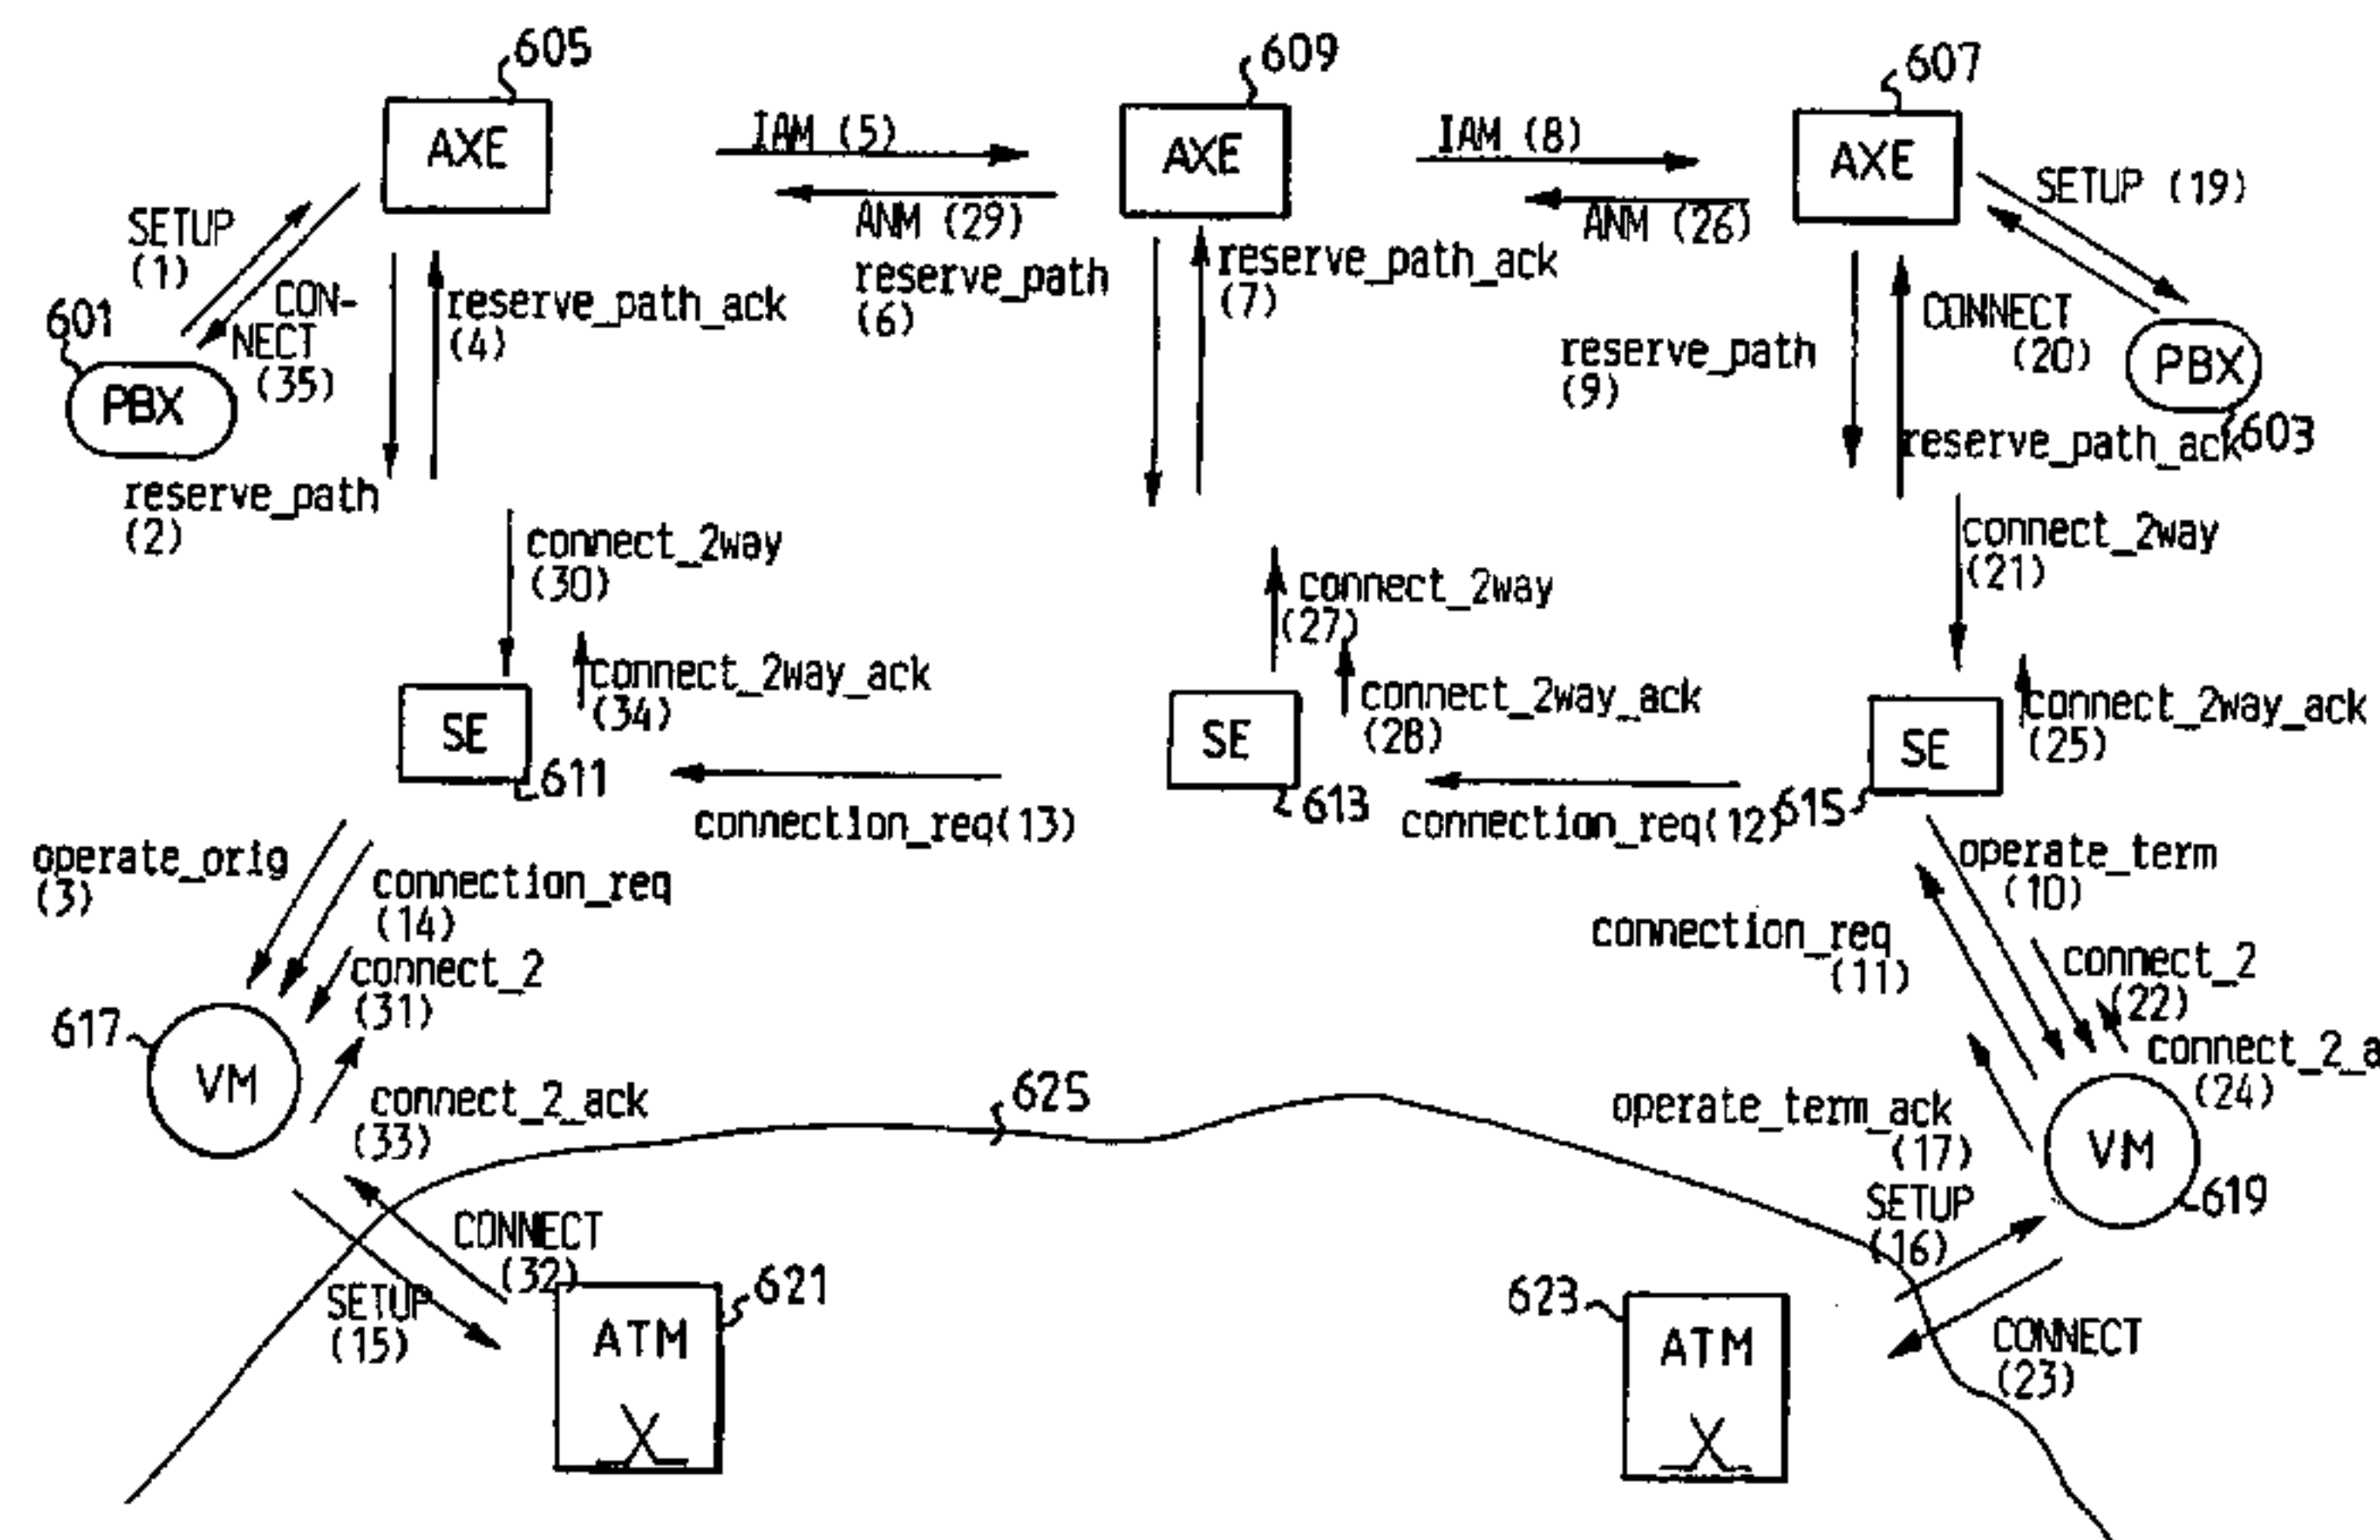 605
609
607
AXE
AXE
AXE
IAM (5)
IAM (8)
ANM (29)
ANM (26)
SETUP
(1)
SETUP (19)
CON-
NECT
(35)
reserve_path_ack
(4)
reserve_path
(6)
reserve_path_ack
(7)
reserve_path
(9)
CONNECT
(20)
601
PBX
PBX
603
reserve_path
(2)
reserve_path_ack
connect_2way
(30)
connect_2way
(27)
connect_2way
(21)
connect_2way_ack
(34)
connect_2way_ack
(28)
connect_2way_ack
(25)
SE
611
SE
613
SE
615
connection_req(13)
connection_req(12)
operate_orig
(3)
connection_req
(14)
connect_2
(31)
operate_term
(10)
connection_req
(11)
connect_2
(22)
617
VM
connect_2_ack
(33)
625
operate_term_ack
(17)
connect_2_a
(24)
VM
619
CONNECT
(32)
SETUP
(15)
SETUP
(16)
621
ATM
623
ATM
CONNECT
(23)